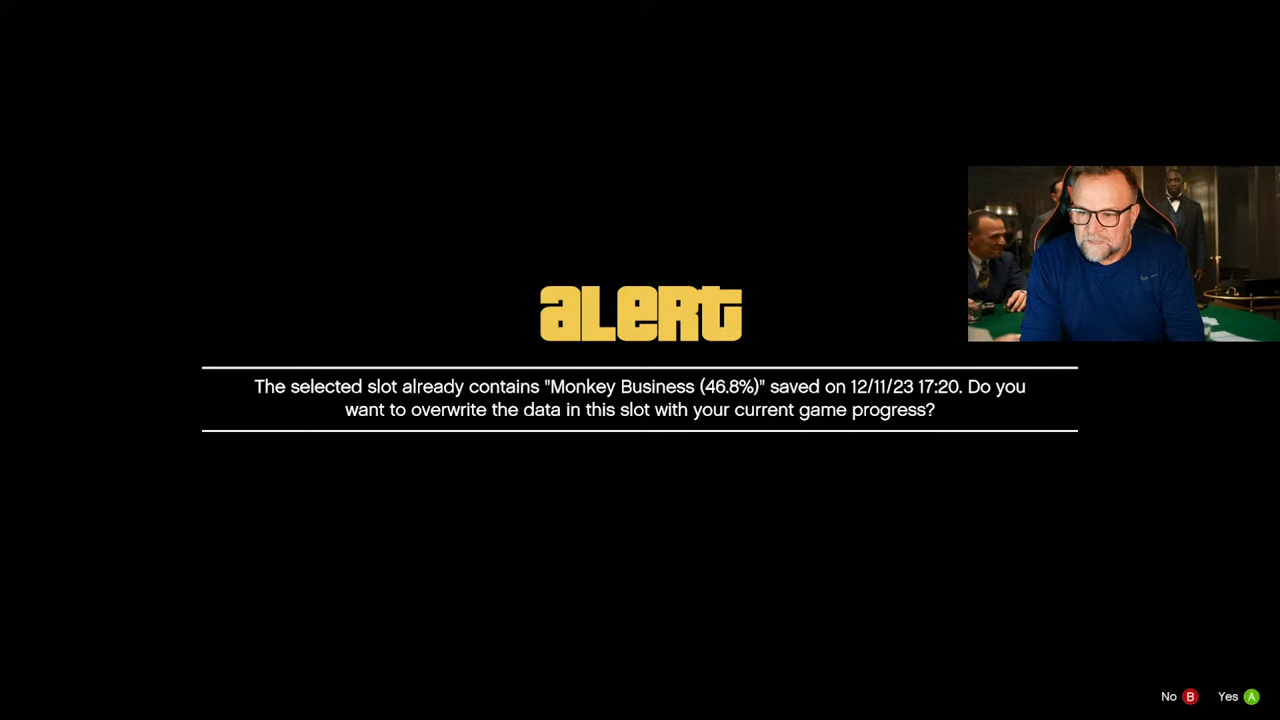 alert
The selected slot already contains "Monkey Business (46.8%)" saved on 12/11/23 17:20. Do you
want to overwrite the data in this slot with your current game progress?
No B Yes A